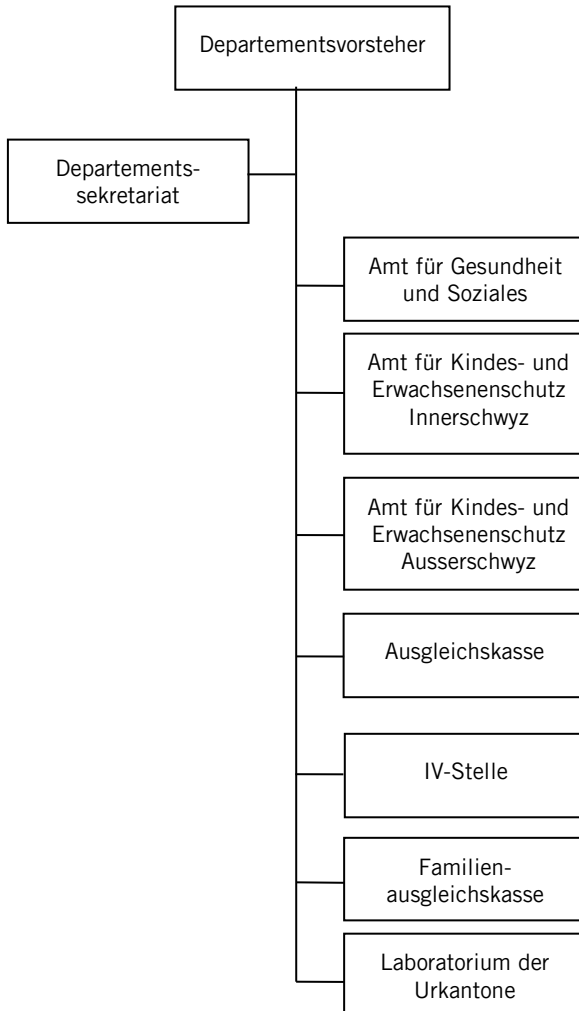 Departementsvorsteher
Departements-
sekretariat
Amt für Gesundheit
und Soziales
Amt für Kindes- und
Erwachsenenschutz
Innerschwyz
Amt für Kindes- und
Erwachsenenschutz
Ausserschwyz
Ausgleichskasse
IV-Stelle
Familien-
ausgleichskasse
Laboratorium der
Urkantone